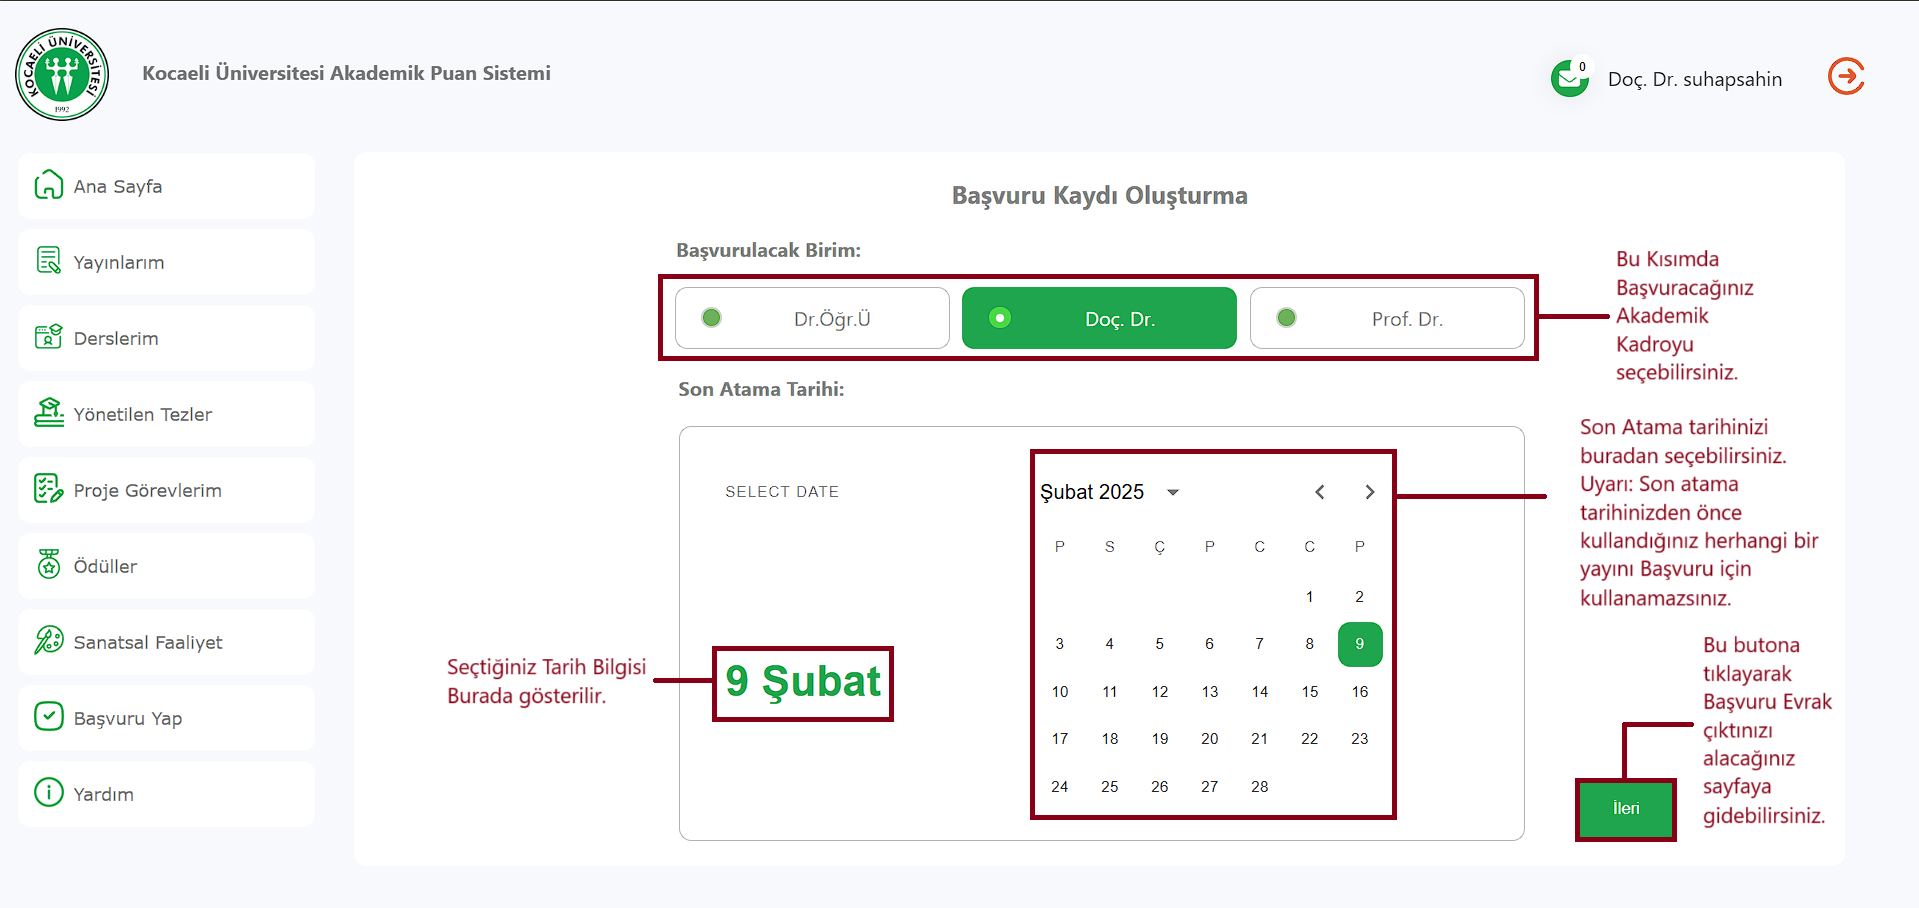 KOCAELİ ÜNİVERSİTESİ
1992
Kocaeli Üniversitesi Akademik Puan Sistemi
0
Doç. Dr. suhapsahin
Ana Sayfa
Yayınlarım
Derslerim
Yönetilen Tezler
Proje Görevlerim
Ödüller
Sanatsal Faaliyet
Başvuru Yap
Yardım
Başvuru Kaydı Oluşturma
Başvurulacak Birim:
Dr.Öğr.Ü
Doç. Dr.
Prof. Dr.
Bu Kısımda
Başvuracağınız
Akademik
Kadroyu
seçebilirsiniz.
Son Atama Tarihi:
SELECT DATE
9 Şubat
Seçtiğiniz Tarih Bilgisi
Burada gösterilir.
Şubat 2025
P S Ç P C C P
1 2
3 4 5 6 7 8 9
10 11 12 13 14 15 16
17 18 19 20 21 22 23
24 25 26 27 28
Son Atama tarihinizi
buradan seçebilirsiniz.
Uyarı: Son atama
tarihinizden önce
kullandığınız herhangi bir
yayını Başvuru için
kullanamazsınız.
Bu butona
tıklayarak
Başvuru Evrak
çıktınızı
alacağınız
sayfaya
gidebilirsiniz.
İleri